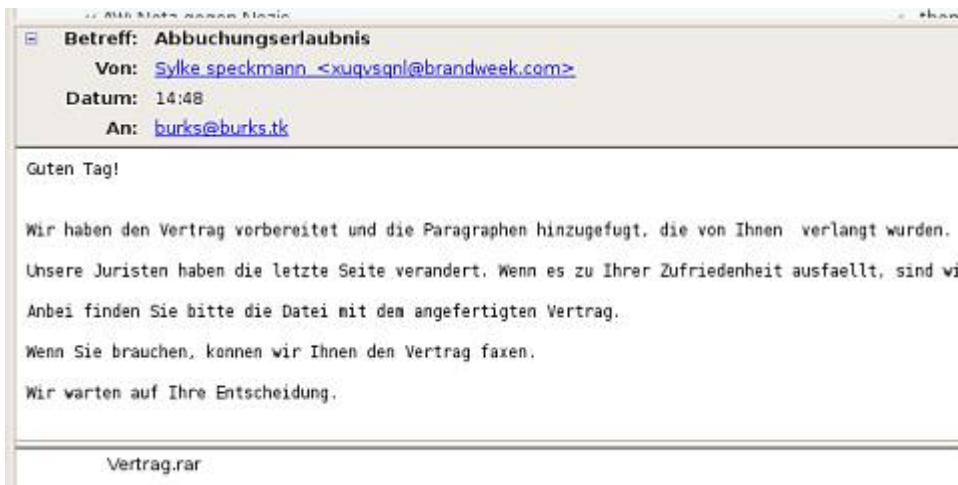 Betreff: Abbuchungserlaubnis
Von: Sylke speckmann <xuqvsqnl@brandweek.com>
Datum: 14:48
An: burks@burks.tk
Guten Tag!
Wir haben den Vertrag vorbereitet und die Paragraphen hinzugefugt, die von Ihnen verlangt wurden.
Unsere Juristen haben die letzte Seite verandert. Wenn es zu Ihrer Zufriedenheit ausfaellt, sind
Anbei finden Sie bitte die Datei mit dem angefertigten Vertrag.
Wenn Sie brauchen, konnen wir Ihnen den Vertrag faxen.
Wir warten auf Ihre Entscheidung.
Vertrag.rar